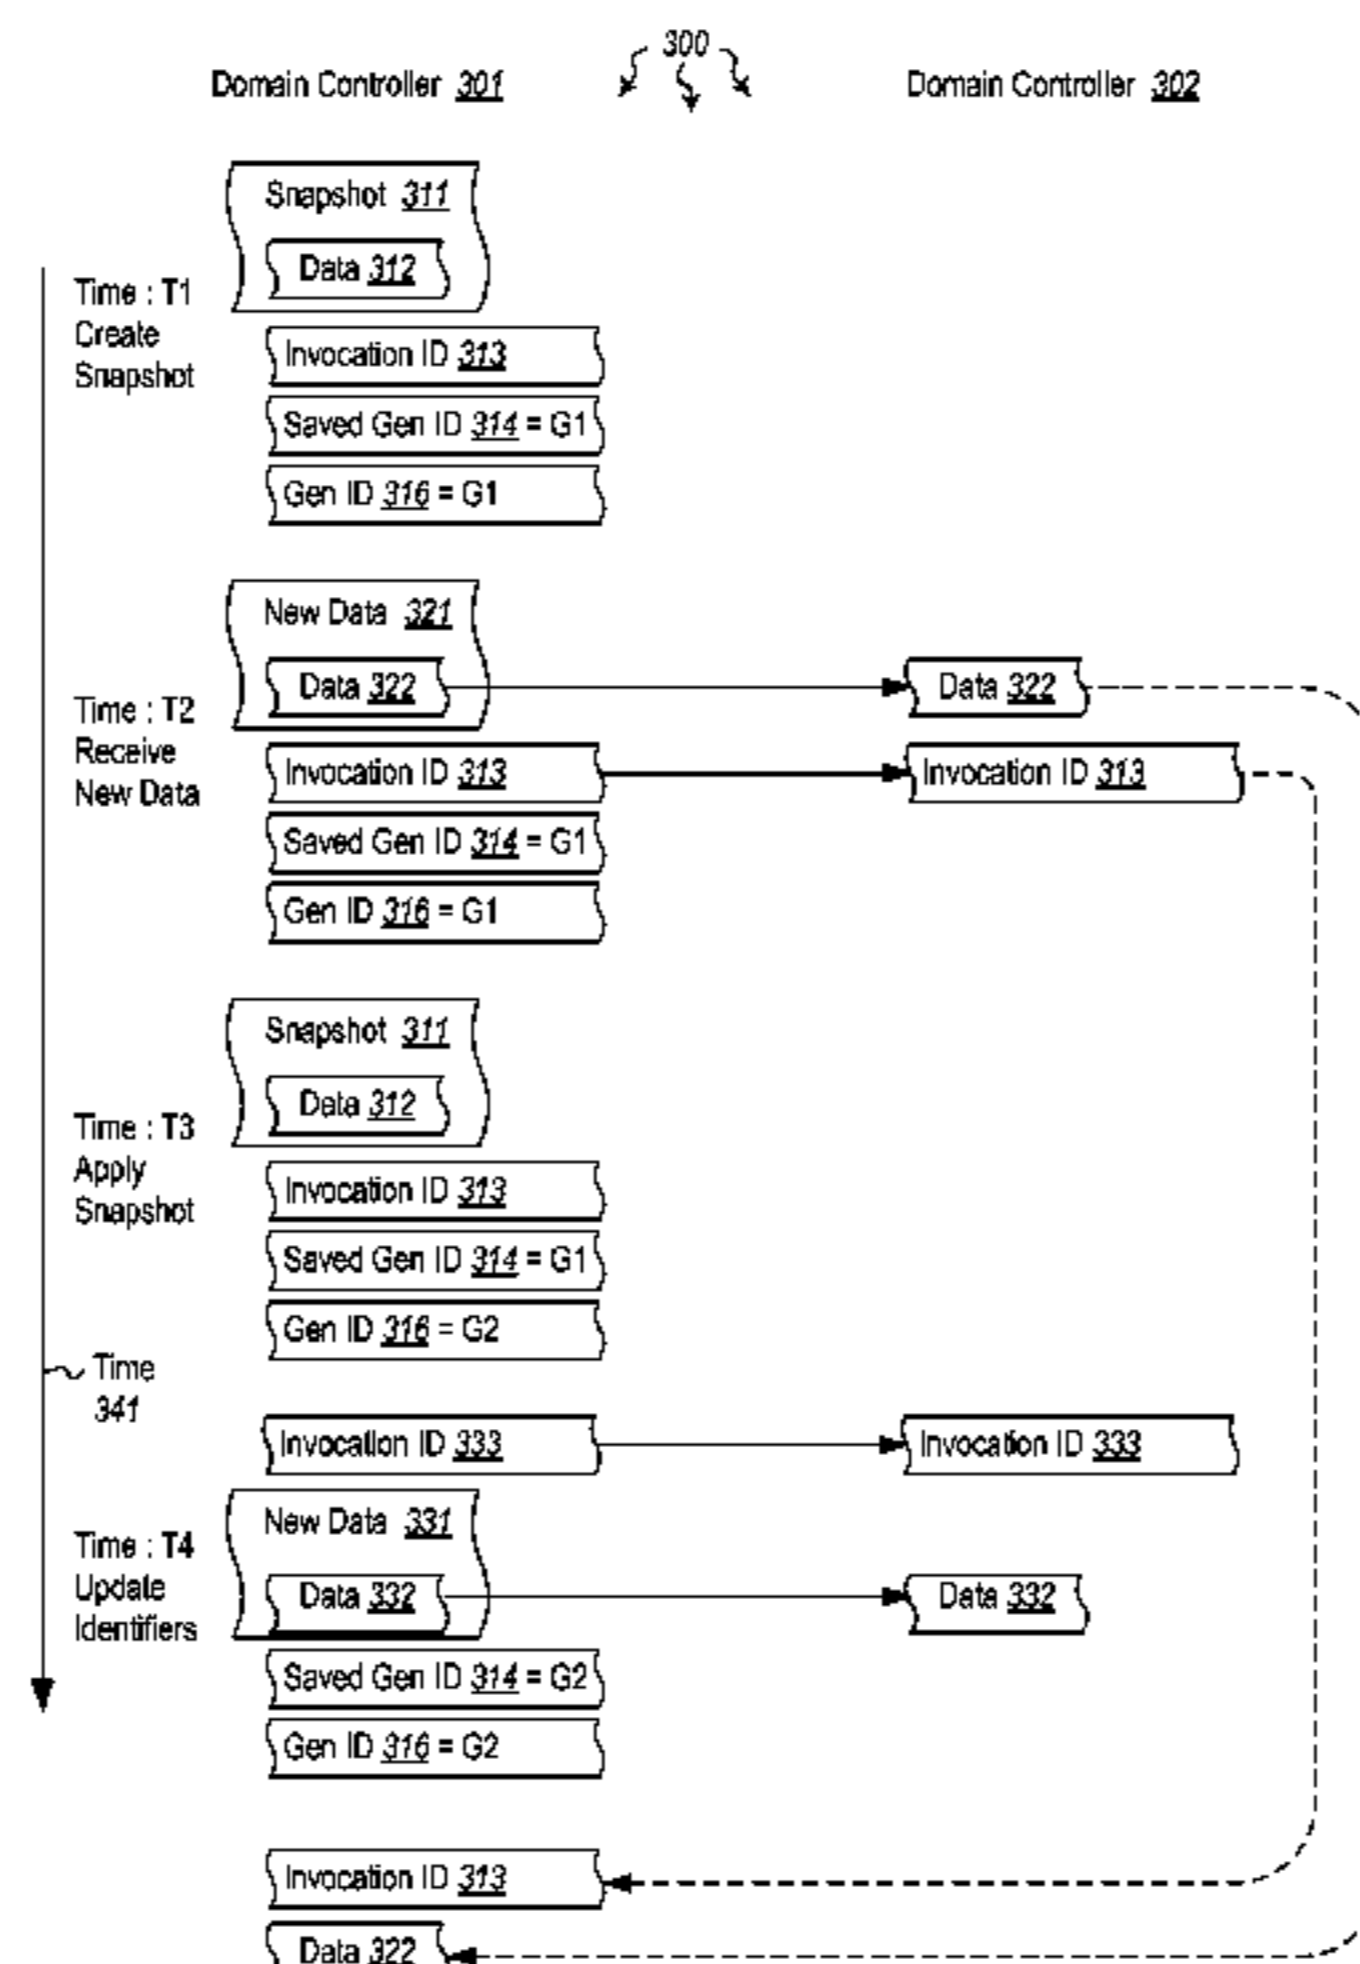 300
Domain Controller 301
Domain Controller 302
Snapshot 311
Data 312
Time : T1
Create
Snapshot
Invocation ID 313
Saved Gen ID 314 = G1
Gen ID 316 = G1
New Data 321
Data 322
Data 322
Time : T2
Receive
New Data
Invocation ID 313
Invocation ID 313
Saved Gen ID 314 = G1
Gen ID 316 = G1
Snapshot 311
Data 312
Time : T3
Apply
Snapshot
Invocation ID 313
Saved Gen ID 314 = G1
Gen ID 316 = G2
Time
341
Invocation ID 333
Invocation ID 333
New Data 331
Time : T4
Update
Identifiers
Data 332
Data 332
Saved Gen ID 314 = G2
Gen ID 316 = G2
Invocation ID 313
Data 322